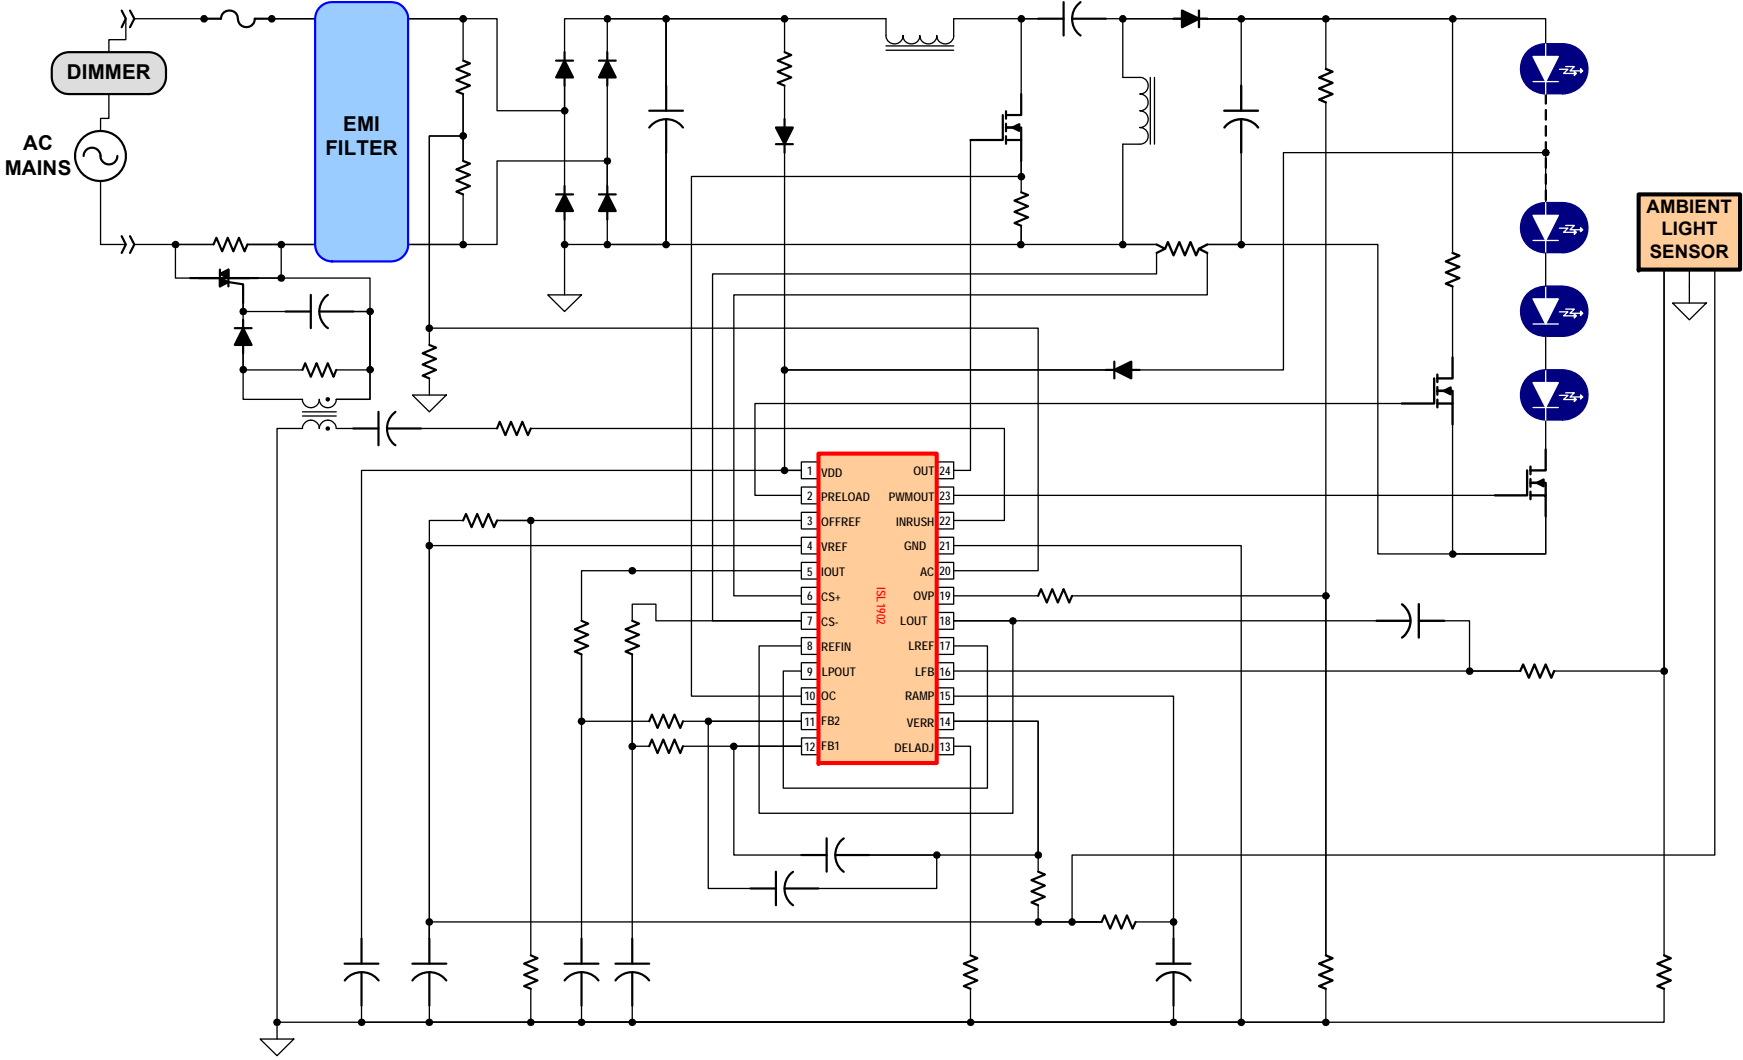 DIMMER
AC
MAINS
EMI
FILTER
AMBIENT
LIGHT
SENSOR
1 VDD
2 PRELOAD
3 OFFREF
4 VREF
5 IOUT
6 CS+
7 CS-
8 REFIN
9 LPOUT
10 OC
11 FB2
12 FB1
ISL1902
OUT 24
PWMOUT 23
INRUSH 22
GND 21
AC 20
OVP 19
LOUT 18
LREF 17
LFB 16
RAMP 15
VERR 14
DELADJ 13